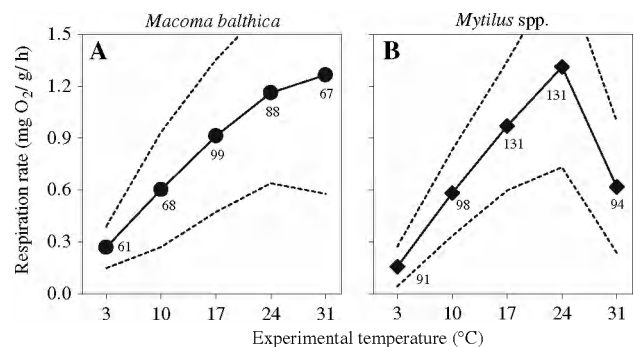 Macoma balthica
Mytilus spp.
A
B
Respiration rate (mg O₂/ g/ h)
1.5
1.2
0.9
0.6
0.3
0.0
61
68
99
88
67
91
98
131
131
94
3 10 17 24 31
3 10 17 24 31
Experimental temperature (°C)